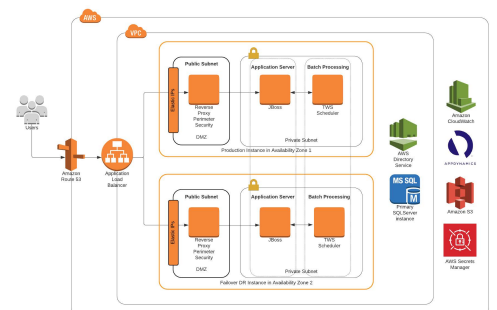 AWS
VPC
Users
Amazon
Route 53
Application
Load
Balancer
Public Subnet
Elastic IPs
Reverse
Proxy
Perimeter
Security
DMZ
Application Server
JBoss
Batch Processing
TWS
Scheduler
Private Subnet
Production Instance in Availability Zone 1
Public Subnet
Elastic IPs
Reverse
Proxy
Perimeter
Security
DMZ
Application Server
JBoss
Batch Processing
TWS
Scheduler
Private Subnet
Failover DR Instance in Availability Zone 2
AWS
Directory
Service
MS SQL
M
Primary
SQLServer
Instance
Amazon
CloudWatch
APPDYNAMICS
Amazon S3
AWS Secrets
Manager